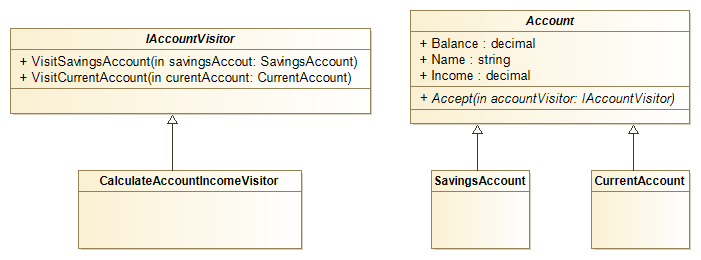 IAccountVisitor
+ VisitSavingsAccount(in savingsAccout: SavingsAccount)
+ VisitCurrentAccount(in curentAccount: CurrentAccount)
CalculateAccountIncomeVisitor
Account
+ Balance : decimal
+ Name : string
+ Income : decimal
+ Accept(in accountVisitor: IAccountVisitor)
SavingsAccount
CurrentAccount